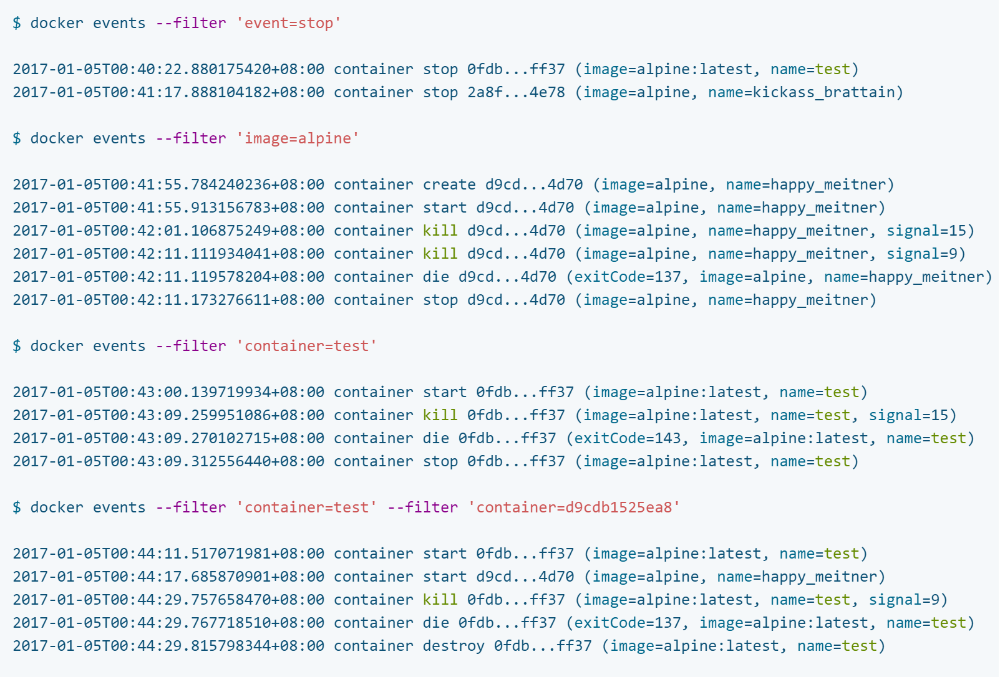 $ docker events --filter 'event=stop'
2017-01-05T00:40:22.880175420+08:00 container stop 0fdb...ff37 (image=alpine:latest, name=test)
2017-01-05T00:41:17.888104182+08:00 container stop 2a8f...4e78 (image=alpine, name=kickass_brattain)
$ docker events --filter 'image=alpine'
2017-01-05T00:41:55.784240236+08:00 container create d9cd...4d70 (image=alpine, name=happy_meitner)
2017-01-05T00:41:55.913156783+08:00 container start d9cd...4d70 (image=alpine, name=happy_meitner)
2017-01-05T00:42:01.106875249+08:00 container kill d9cd...4d70 (image=alpine, name=happy_meitner, signal=15)
2017-01-05T00:42:11.111934041+08:00 container kill d9cd...4d70 (image=alpine, name=happy_meitner, signal=9)
2017-01-05T00:42:11.119578204+08:00 container die d9cd...4d70 (exitCode=137, image=alpine, name=happy_meitner)
2017-01-05T00:42:11.173276611+08:00 container stop d9cd...4d70 (image=alpine, name=happy_meitner)
$ docker events --filter 'container=test'
2017-01-05T00:43:00.139719934+08:00 container start 0fdb...ff37 (image=alpine:latest, name=test)
2017-01-05T00:43:09.259951086+08:00 container kill 0fdb...ff37 (image=alpine:latest, name=test, signal=15)
2017-01-05T00:43:09.270102715+08:00 container die 0fdb...ff37 (exitCode=143, image=alpine:latest, name=test)
2017-01-05T00:43:09.312556440+08:00 container stop 0fdb...ff37 (image=alpine:latest, name=test)
$ docker events --filter 'container=test' --filter 'container=d9cdb1525ea8'
2017-01-05T00:44:11.517071981+08:00 container start 0fdb...ff37 (image=alpine:latest, name=test)
2017-01-05T00:44:17.685870901+08:00 container start d9cd...4d70 (image=alpine, name=happy_meitner)
2017-01-05T00:44:29.757658470+08:00 container kill 0fdb...ff37 (image=alpine:latest, name=test, signal=9)
2017-01-05T00:44:29.767718510+08:00 container die 0fdb...ff37 (exitCode=137, image=alpine:latest, name=test)
2017-01-05T00:44:29.815798344+08:00 container destroy 0fdb...ff37 (image=alpine:latest, name=test)